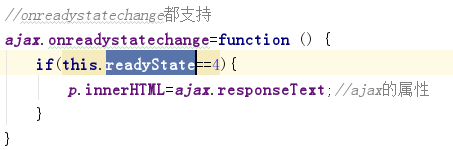 //onreadystatechange都支持
ajax.onreadystatechange=function () {
if(this.readyState==4){
p.innerHTML=ajax.responseText;//ajax的属性
}
}